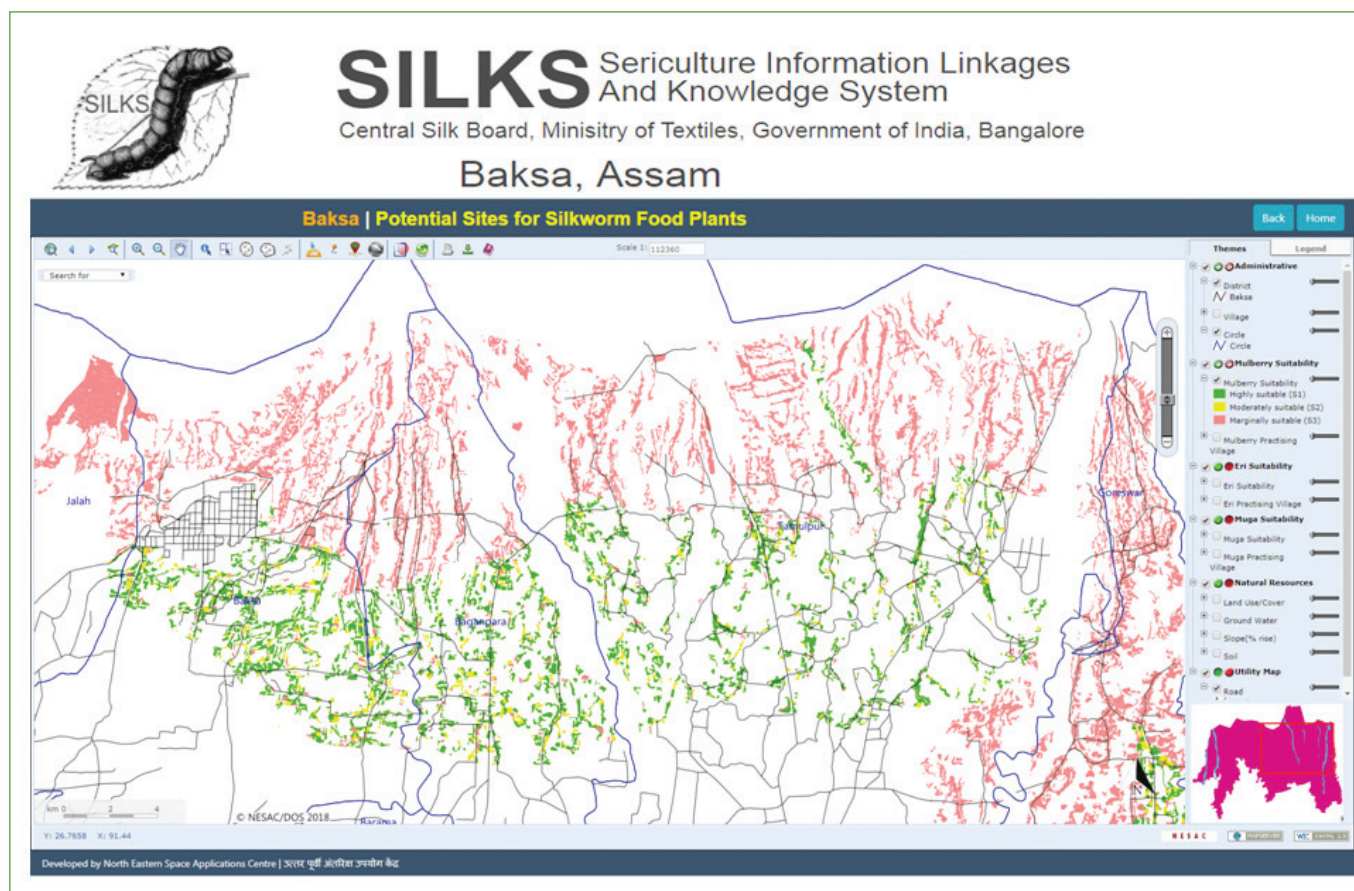 SILKS
SILKS Sericulture Information Linkages
And Knowledge System
Central Silk Board, Minisitry of Textiles, Government of India, Bangalore
Baksa, Assam
Baksa | Potential Sites for Silkworm Food Plants
Back Home
Scale 1: 112360
Search for
Themes Legend
Administrative
District
Baksa
Village
Circle
Circle
Mulberry Suitability
Mulberry Suitability
Highly suitable (S1)
Moderately suitable (S2)
Marginally suitable (S3)
Mulberry Practising
Village
Eri Suitability
Eri Suitability
Eri Practising Village
Muga Suitability
Muga Suitability
Muga Practising
Village
Natural Resources
Land Use/Cover
Ground Water
Slope(% rise)
Soil
Utility Map
Road
Jalah
Goreswar
Tamulpur
Baksa
Baganpara
Barama
km 0 2 4
© NESAC/DOS 2018
Y: 26.7658 X: 91.44
NESAC
MAPSERVER
Developed by North Eastern Space Applications Centre | उत्तर पूर्वी अंतरिक्ष उपयोग केंद्र